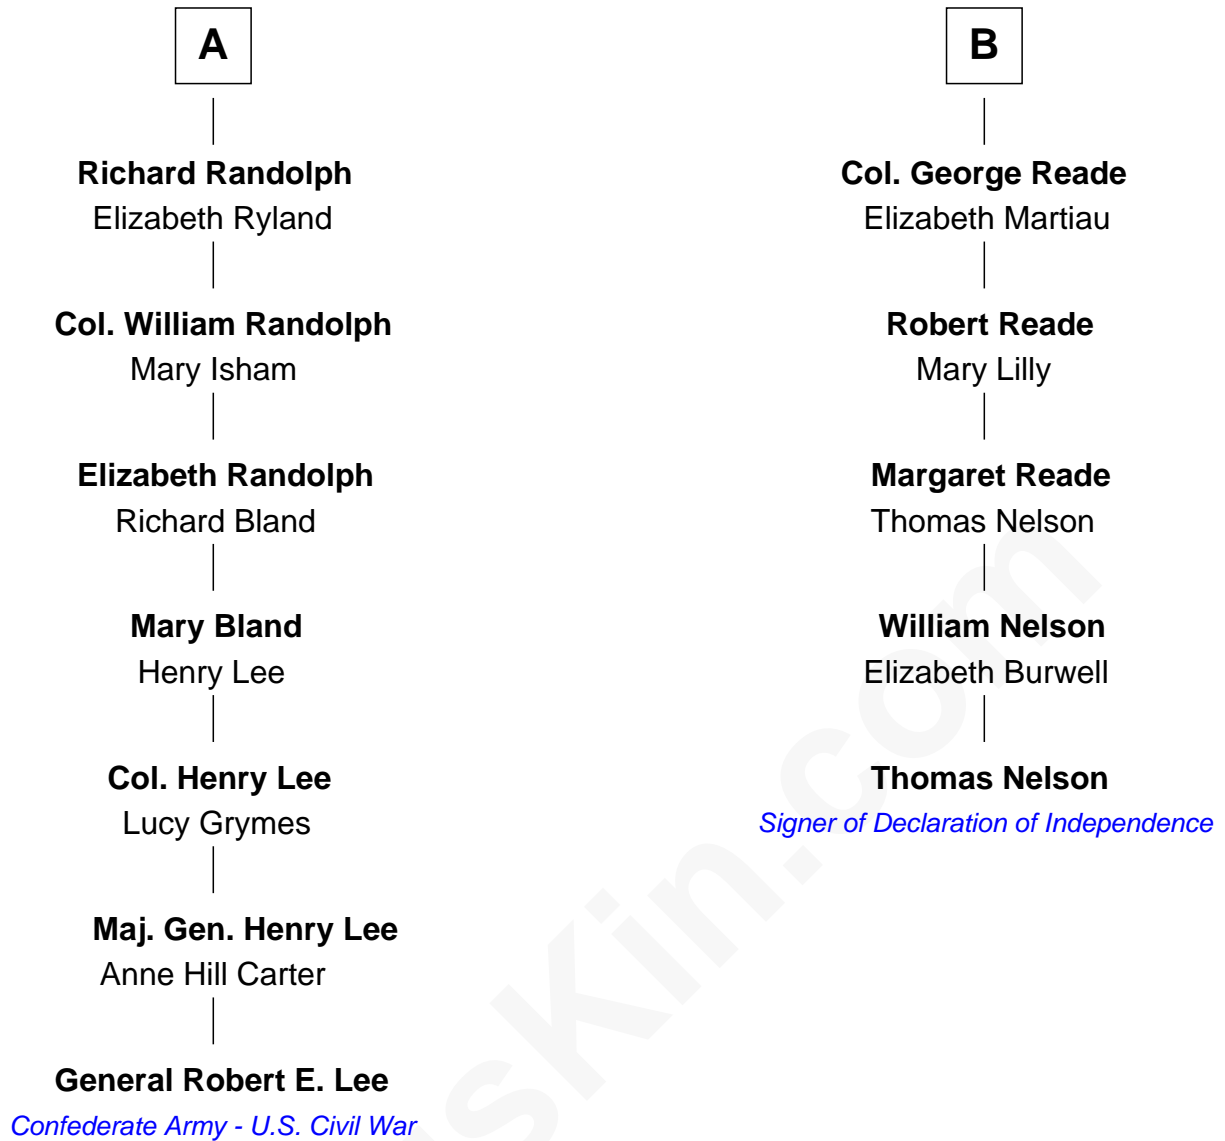 A
Richard Randolph
Elizabeth Ryland
Col. William Randolph
Mary Isham
Elizabeth Randolph
Richard Bland
Mary Bland
Henry Lee
Col. Henry Lee
Lucy Grymes
Maj. Gen. Henry Lee
Anne Hill Carter
General Robert E. Lee
Confederate Army - U.S. Civil War
B
Col. George Reade
Elizabeth Martiau
Robert Reade
Mary Lilly
Margaret Reade
Thomas Nelson
William Nelson
Elizabeth Burwell
Thomas Nelson
Signer of Declaration of Independence
sKin.com